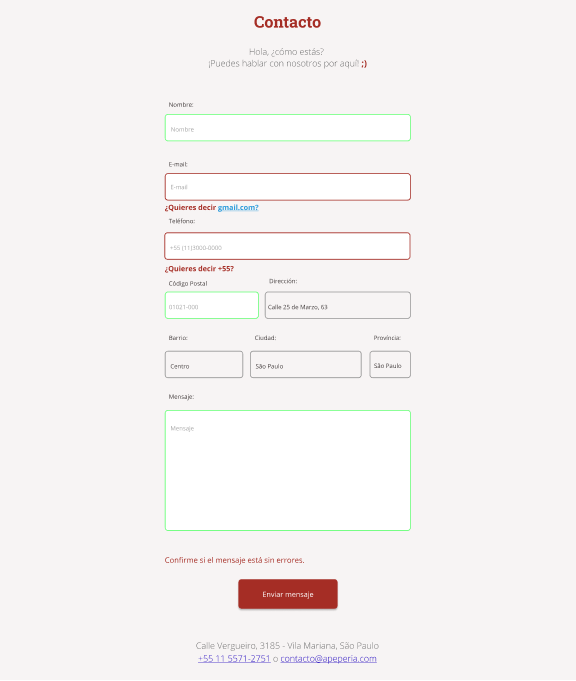 Contacto
Hola, ¿cómo estás?
¡Puedes hablar con nosotros por aquí! ;)
Nombre:
Nombre
E-mail:
E-mail
¿Quieres decir gmail.com?
Teléfono:
+55 (11)3000-0000
¿Quieres decir +55?
Código Postal
Dirección:
01021-000
Calle 25 de Marzo, 63
Barrio:
Ciudad:
Província:
Centro
São Paulo
São Paulo
Mensaje:
Mensaje
Confirme si el mensaje está sin errores.
Enviar mensaje
Calle Vergueiro, 3185 - Vila Mariana, São Paulo
+55 11 5571-2751 o contacto@apeperia.com